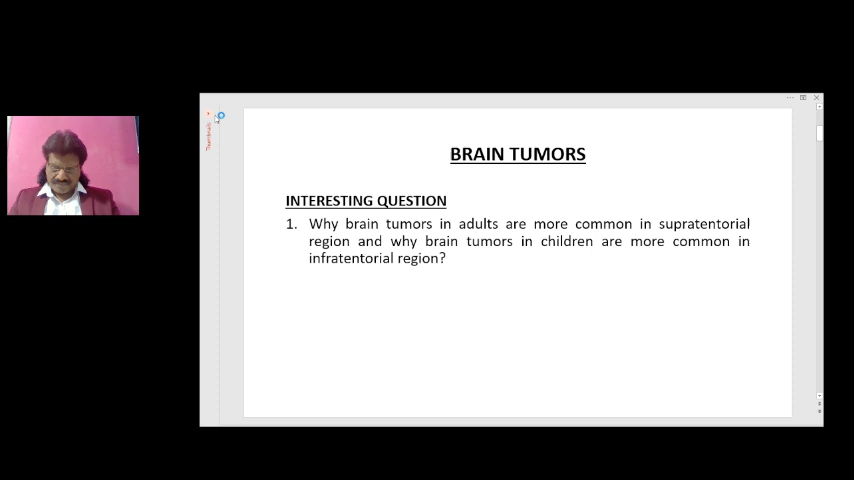 Thumbnails
BRAIN TUMORS
INTERESTING QUESTION
1. Why brain tumors in adults are more common in supratentorial
region and why brain tumors in children are more common in
infratentorial region?